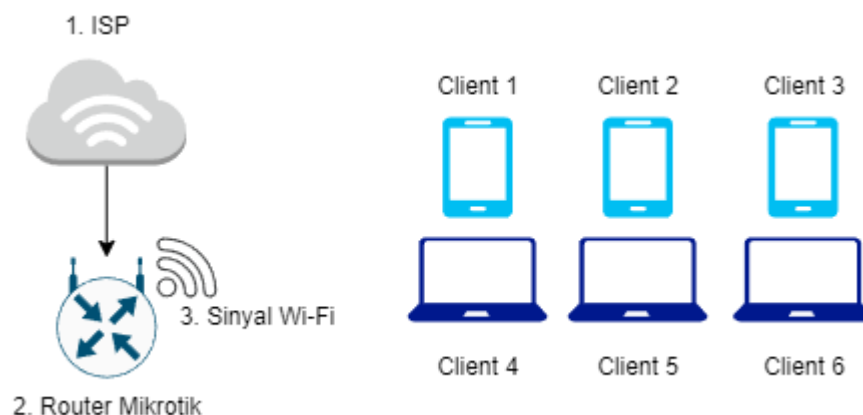 1. ISP
Client 1
Client 2
Client 3
3. Sinyal Wi-Fi
Client 4
Client 5
Client 6
2. Router Mikrotik